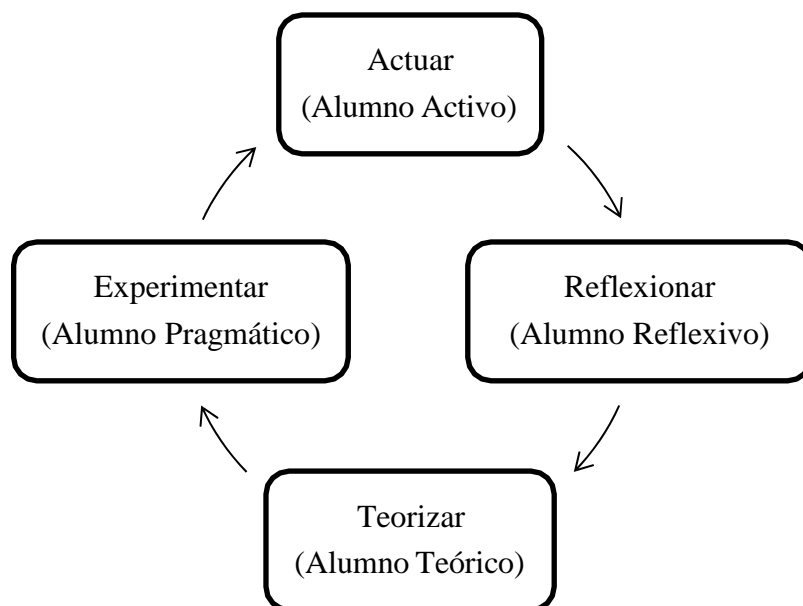 Actuar
(Alumno Activo)
Experimentar
(Alumno Pragmático)
Reflexionar
(Alumno Reflexivo)
Teorizar
(Alumno Teórico)